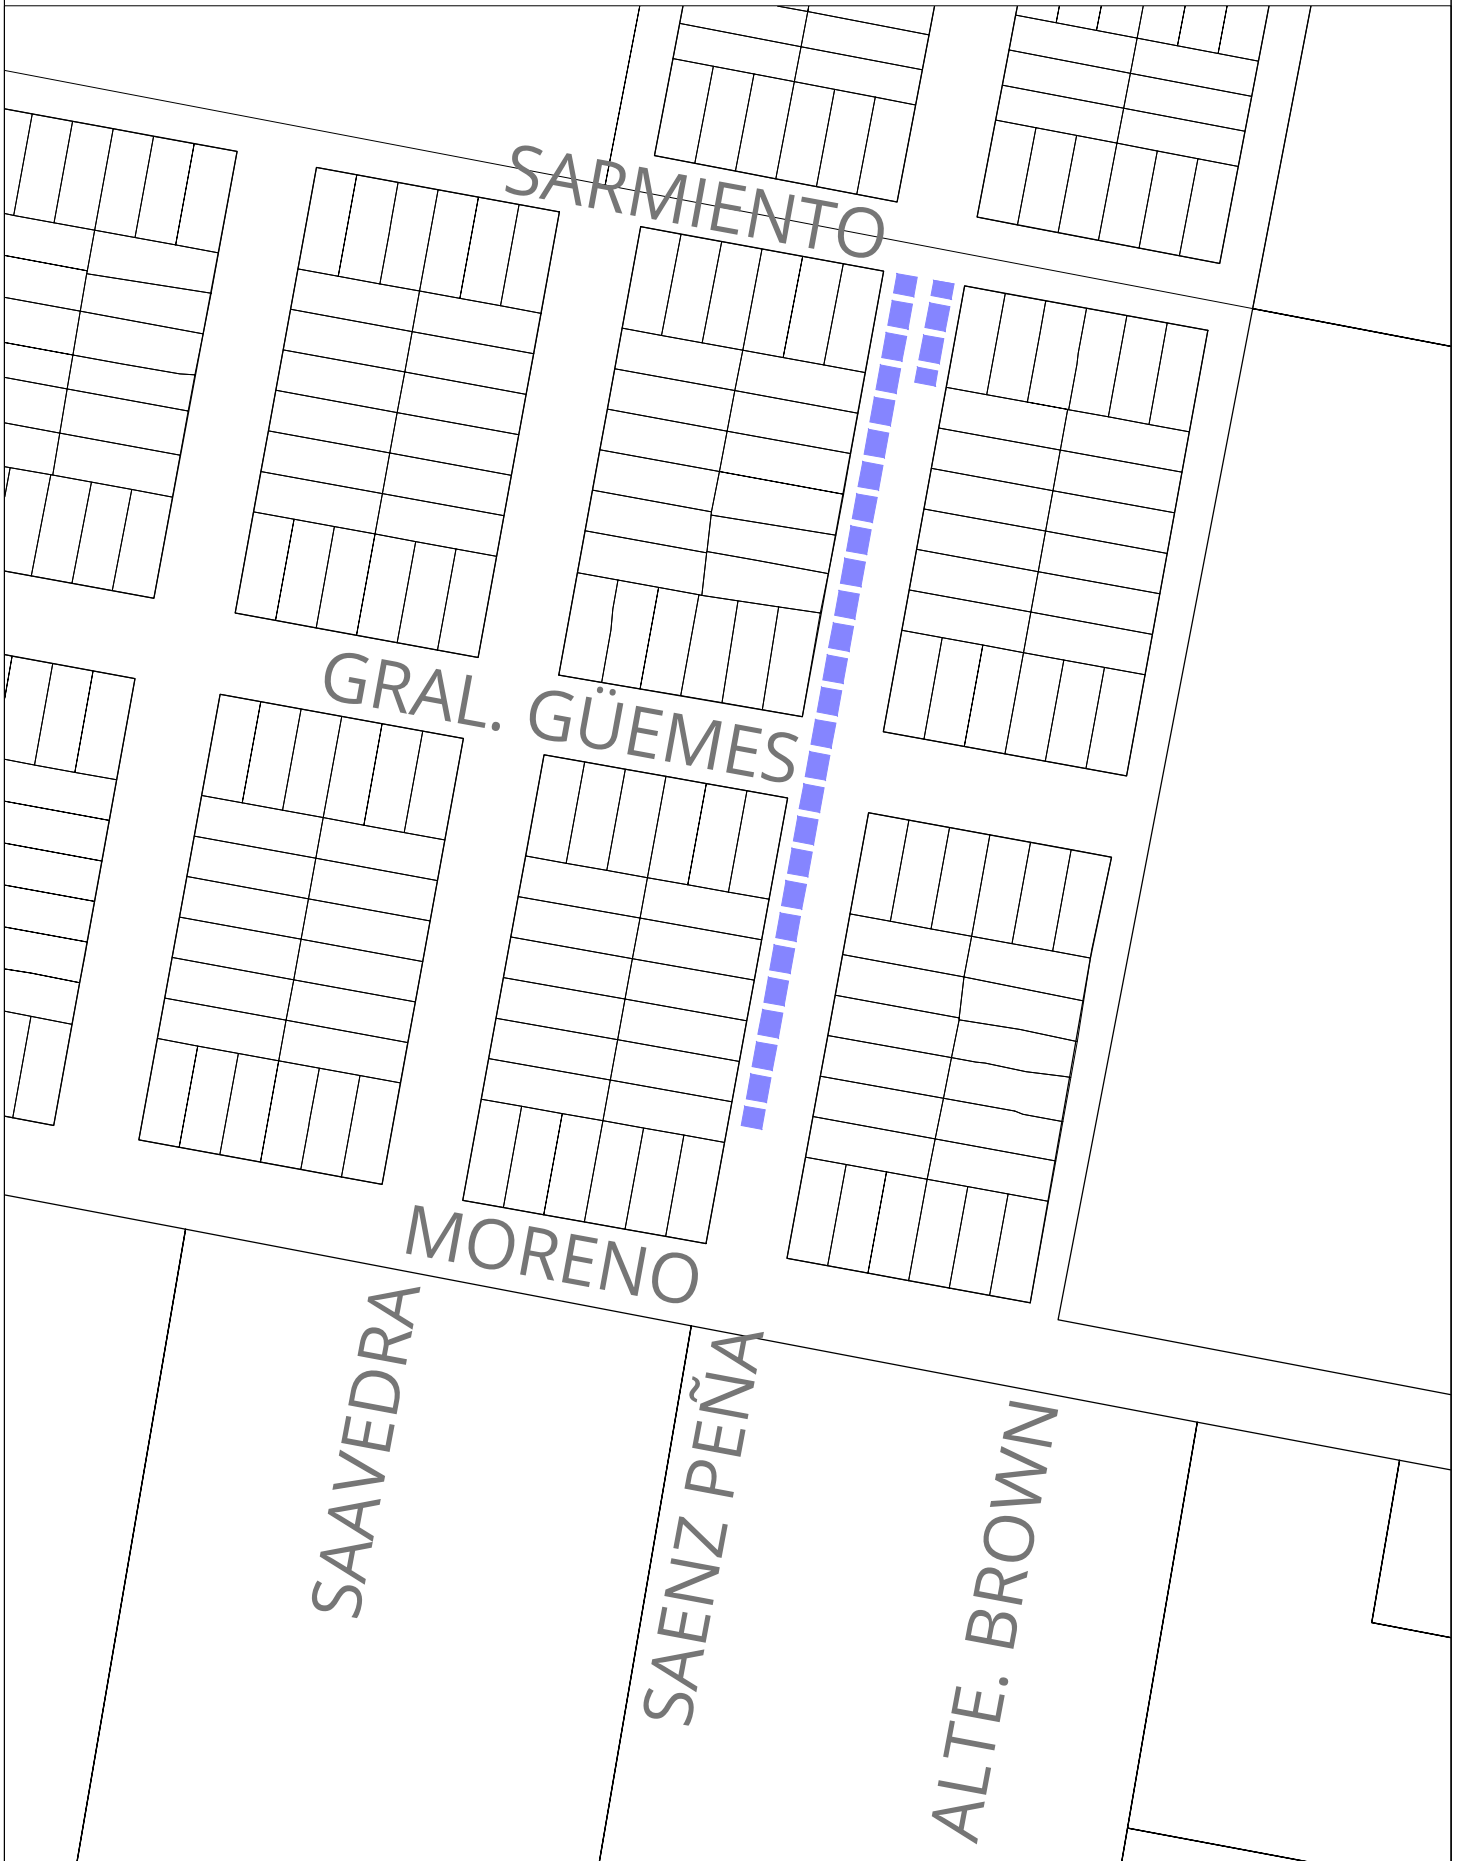 SARMIENTO
GRAL. GÜEMES
MORENO
SAAVEDRA
SAENZ PEÑA
ALTE. BROWN